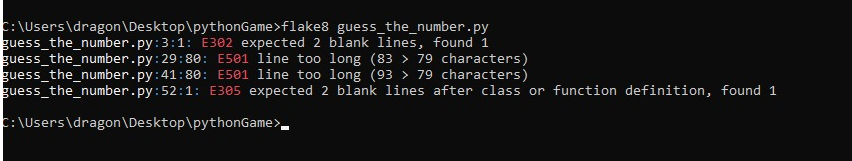 C:\Users\dragon\Desktop\pythonGame>flake8 guess_the_number.py
guess_the_number.py:3:1: E302 expected 2 blank lines, found 1
guess_the_number.py:29:80: E501 line too long (83 > 79 characters)
guess_the_number.py:41:80: E501 line too long (93 > 79 characters)
guess_the_number.py:52:1: E305 expected 2 blank lines after class or function definition, found 1
C:\Users\dragon\Desktop\pythonGame>